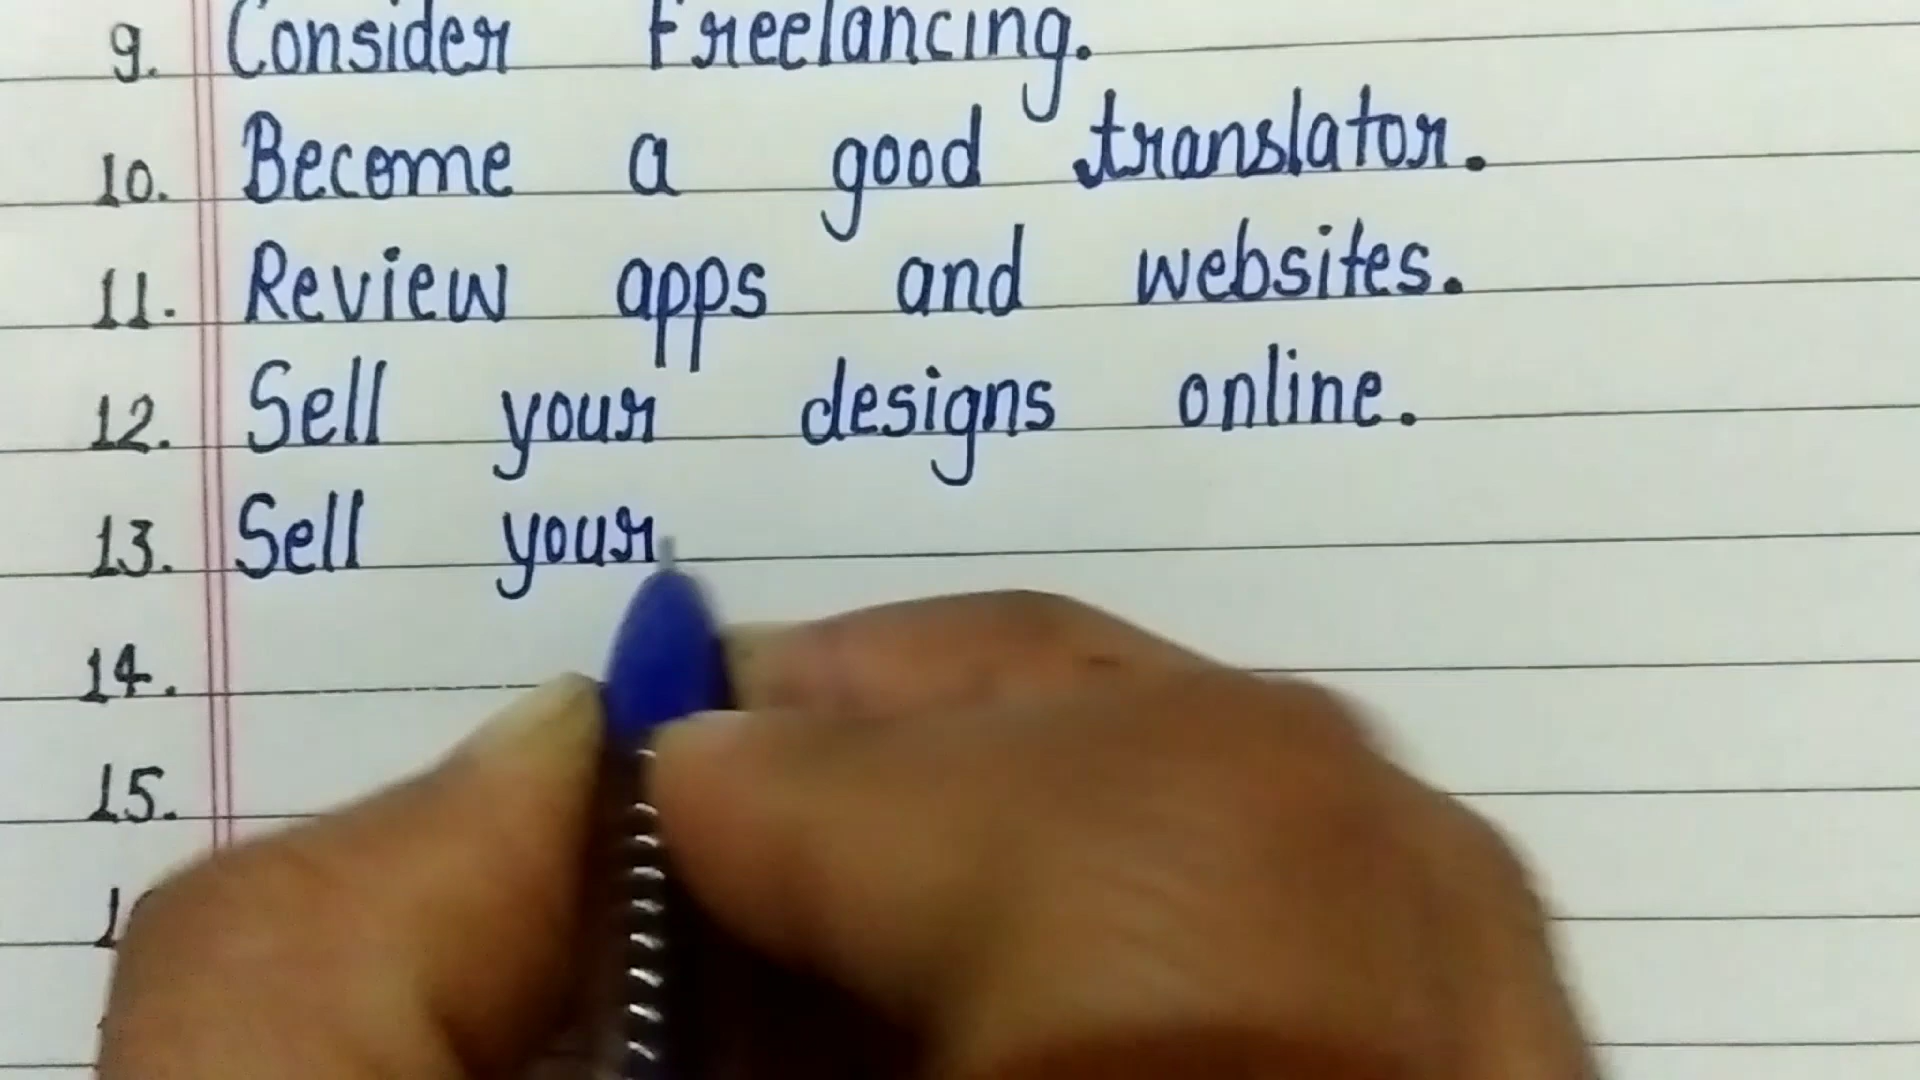 9. Consider Freelancing.
10. Become a good translator.
11. Review apps and websites.
12. Sell your designs online.
13. Sell your
14.
15.